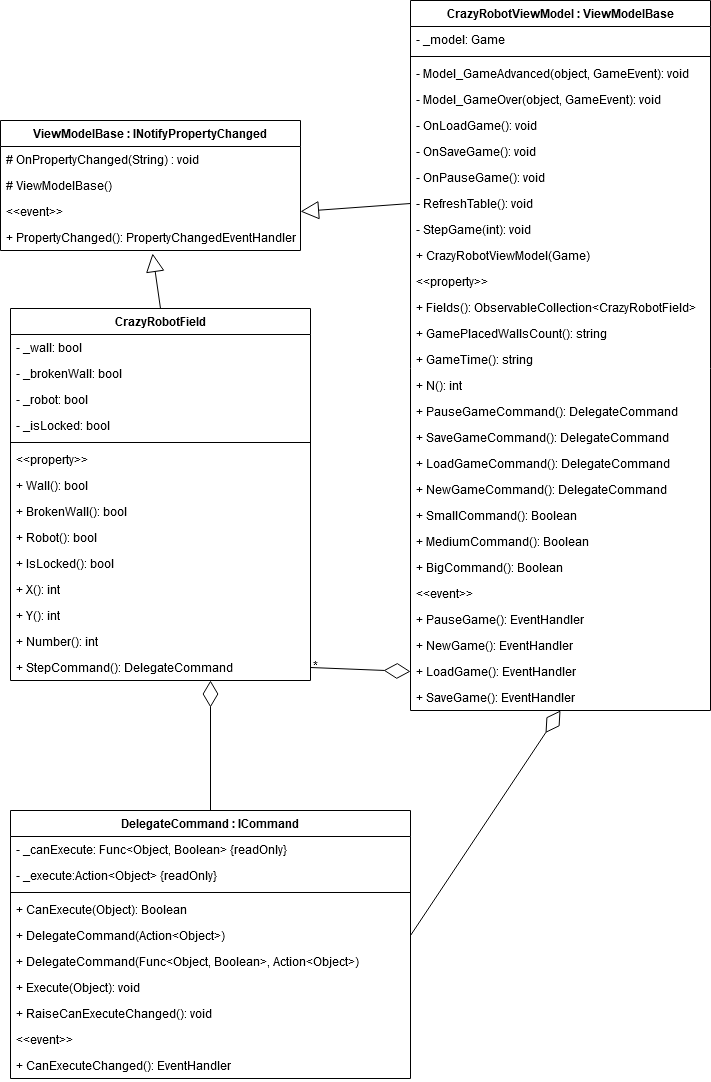 CrazyRobotViewModel : ViewModelBase
- _model: Game
- Model_GameAdvanced(object, GameEvent): void
- Model_GameOver(object, GameEvent): void
- OnLoadGame(): void
- OnSaveGame(): void
- OnPauseGame(): void
- RefreshTable(): void
- StepGame(int): void
+ CrazyRobotViewModel(Game)
<<property>>
+ Fields(): ObservableCollection<CrazyRobotField>
+ GamePlacedWallsCount(): string
+ GameTime(): string
+ N(): int
+ PauseGameCommand(): DelegateCommand
+ SaveGameCommand(): DelegateCommand
+ LoadGameCommand(): DelegateCommand
+ NewGameCommand(): DelegateCommand
+ SmallCommand(): Boolean
+ MediumCommand(): Boolean
+ BigCommand(): Boolean
<<event>>
+ PauseGame(): EventHandler
+ NewGame(): EventHandler
+ LoadGame(): EventHandler
+ SaveGame(): EventHandler
ViewModelBase : INotifyPropertyChanged
# OnPropertyChanged(String) : void
# ViewModelBase()
<<event>>
+ PropertyChanged(): PropertyChangedEventHandler
CrazyRobotField
- _wall: bool
- _brokenWall: bool
- _robot: bool
- _isLocked: bool
<<property>>
+ Wall(): bool
+ BrokenWall(): bool
+ Robot(): bool
+ IsLocked(): bool
+ X(): int
+ Y(): int
+ Number(): int
+ StepCommand(): DelegateCommand
*
DelegateCommand : ICommand
- _canExecute: Func<Object, Boolean> {readOnly}
- _execute:Action<Object> {readOnly}
+ CanExecute(Object): Boolean
+ DelegateCommand(Action<Object>)
+ DelegateCommand(Func<Object, Boolean>, Action<Object>)
+ Execute(Object): void
+ RaiseCanExecuteChanged(): void
<<event>>
+ CanExecuteChanged(): EventHandler